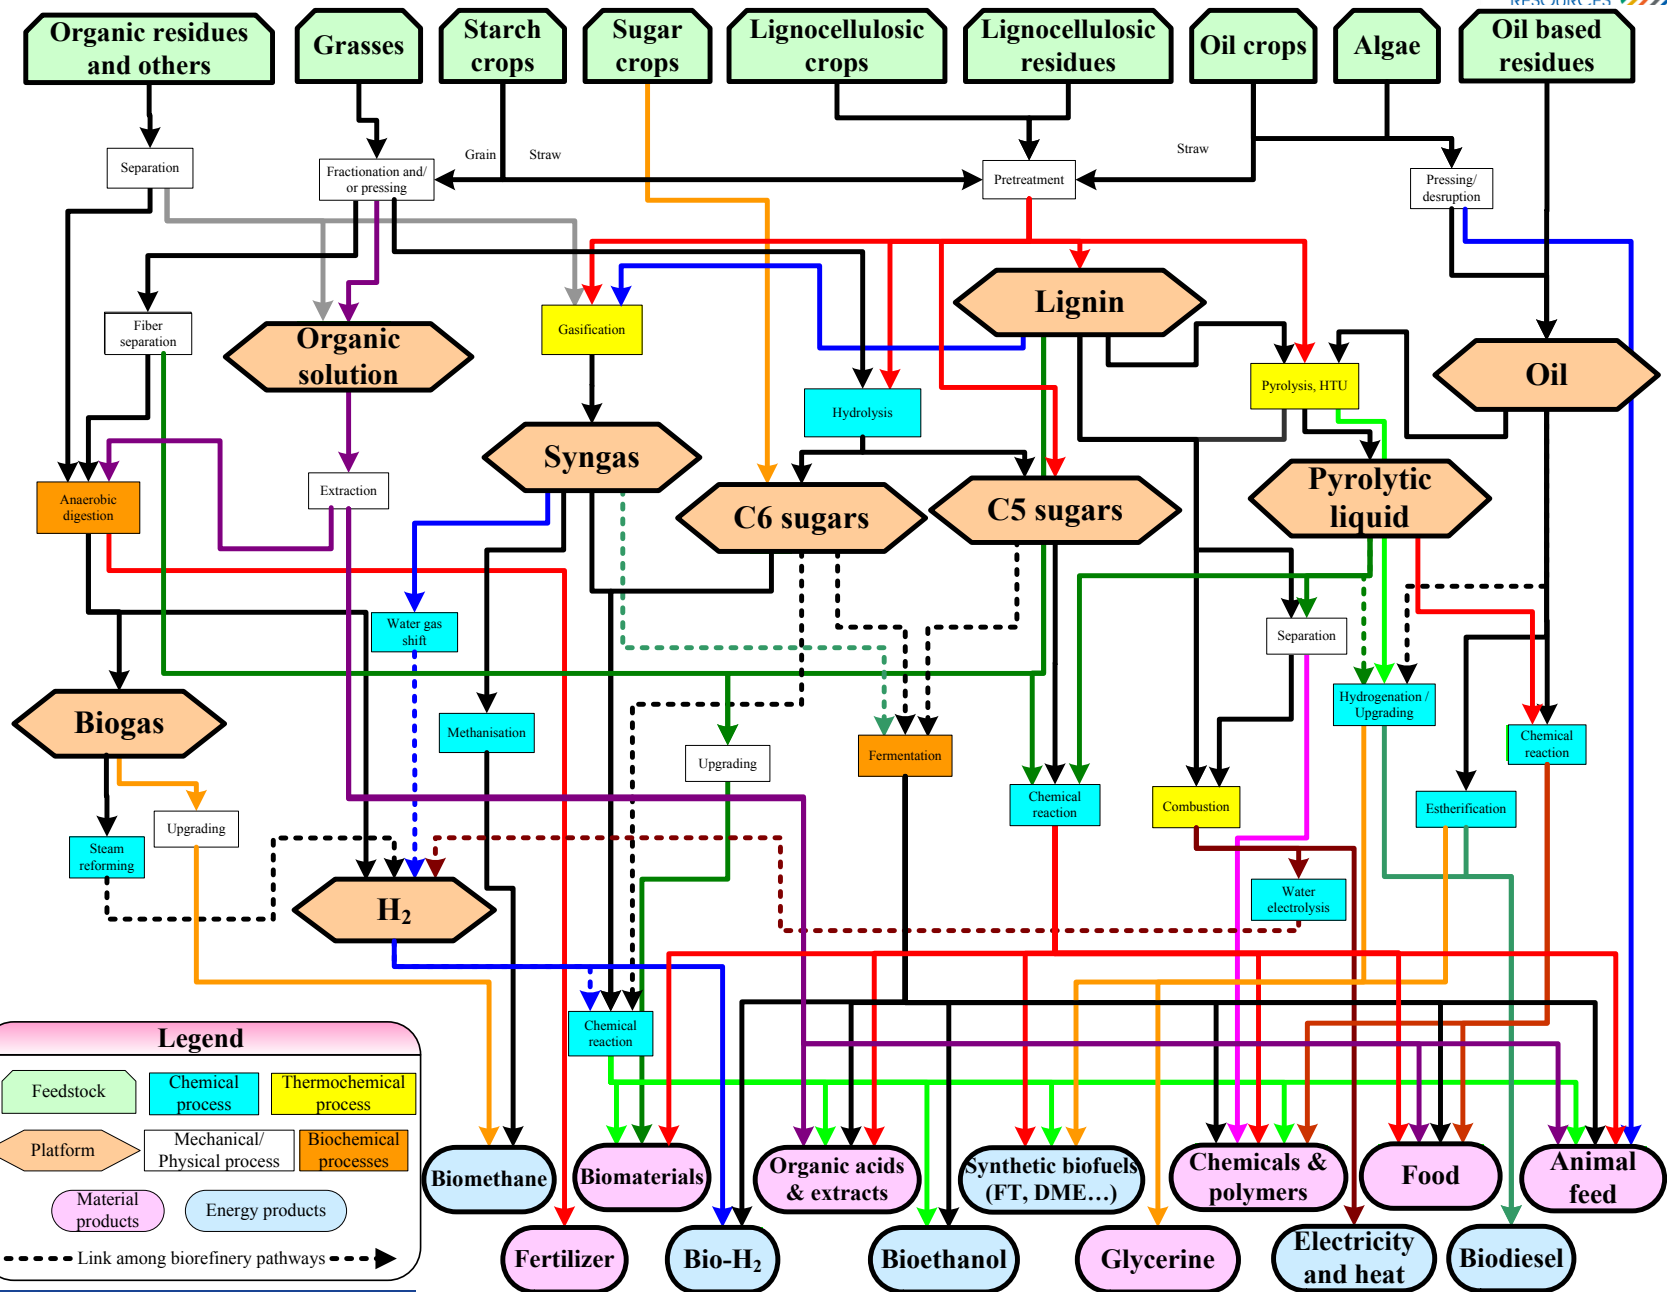 RESOURCES
Organic residues
and others
Grasses
Starch
crops
Sugar
crops
Lignocellulosic
crops
Lignocellulosic
residues
Oil crops
Algae
Oil based
residues
Separation
Fractionation and/
or pressing
Grain
Straw
Pretreatment
Straw
Pressing/
desruption
Fiber
separation
Organic
solution
Gasification
Lignin
Pyrolysis, HTU
Oil
Hydrolysis
Syngas
C6 sugars
C5 sugars
Pyrolytic
liquid
Anaerobic
digestion
Extraction
Water gas
shift
Separation
Biogas
Methanisation
Upgrading
Fermentation
Hydrogenation /
Upgrading
Chemical
reaction
Chemical
reaction
Combustion
Estherification
Upgrading
Steam
reforming
H2
Water
electrolysis
Chemical
reaction
Legend
Feedstock
Chemical
process
Thermochemical
process
Platform
Mechanical/
Physical process
Biochemical
processes
Material
products
Energy products
Link among biorefinery pathways
Biomethane
Biomaterials
Organic acids
& extracts
Synthetic biofuels
(FT, DME…)
Chemicals &
polymers
Food
Animal
feed
Fertilizer
Bio-H2
Bioethanol
Glycerine
Electricity
and heat
Biodiesel